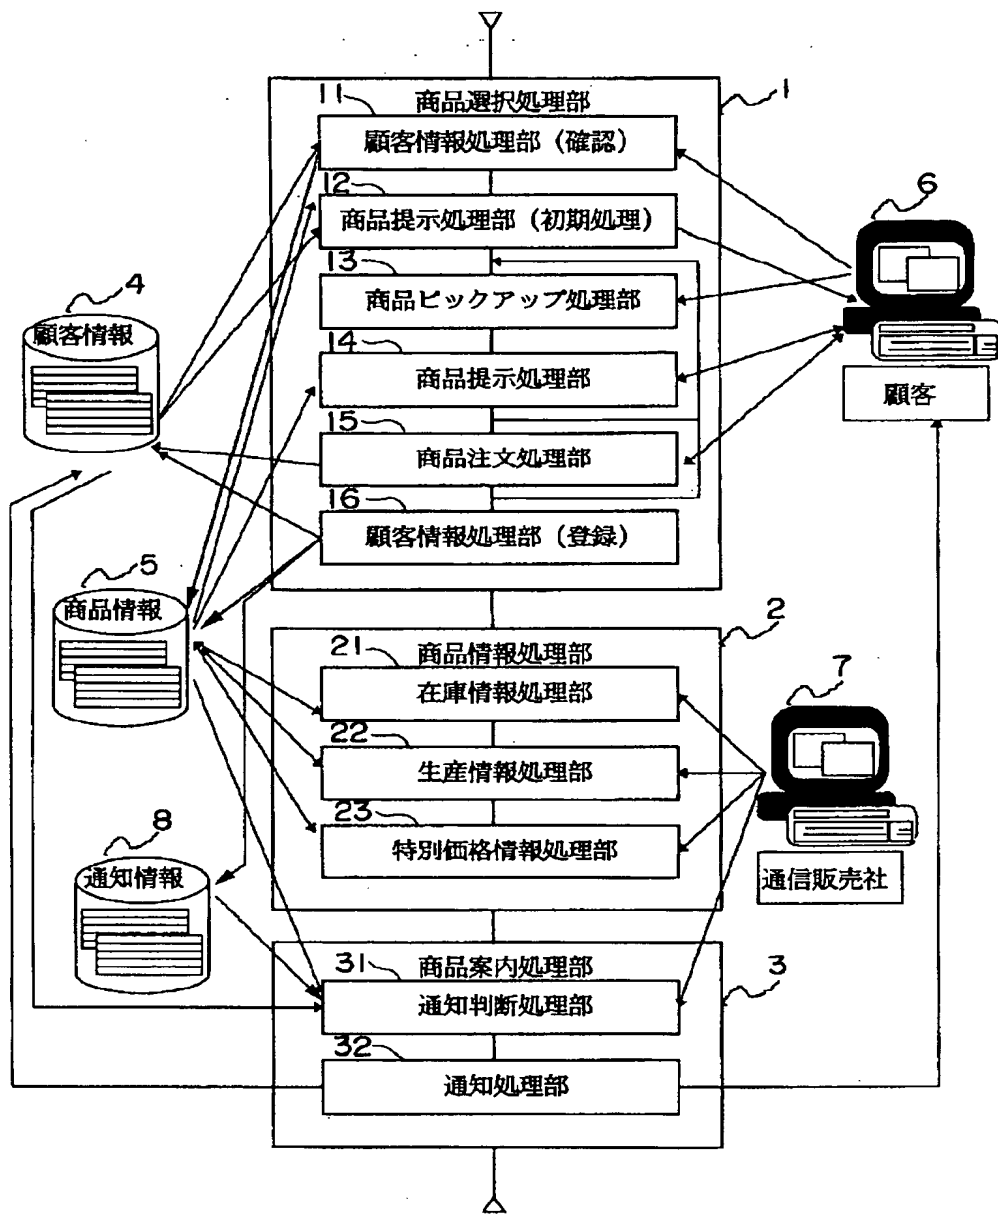 商品選択処理部
1
11
顧客情報処理部（確認）
12
商品提示処理部（初期処理）
6
13
商品ピックアップ処理部
4
顧客情報
14
商品提示処理部
顧客
15
商品注文処理部
16
顧客情報処理部（登録）
5
商品情報
2
商品情報処理部
21
在庫情報処理部
7
22
生産情報処理部
23
特別価格情報処理部
8
通知情報
通信販売社
商品案内処理部
3
31
通知判断処理部
32
通知処理部